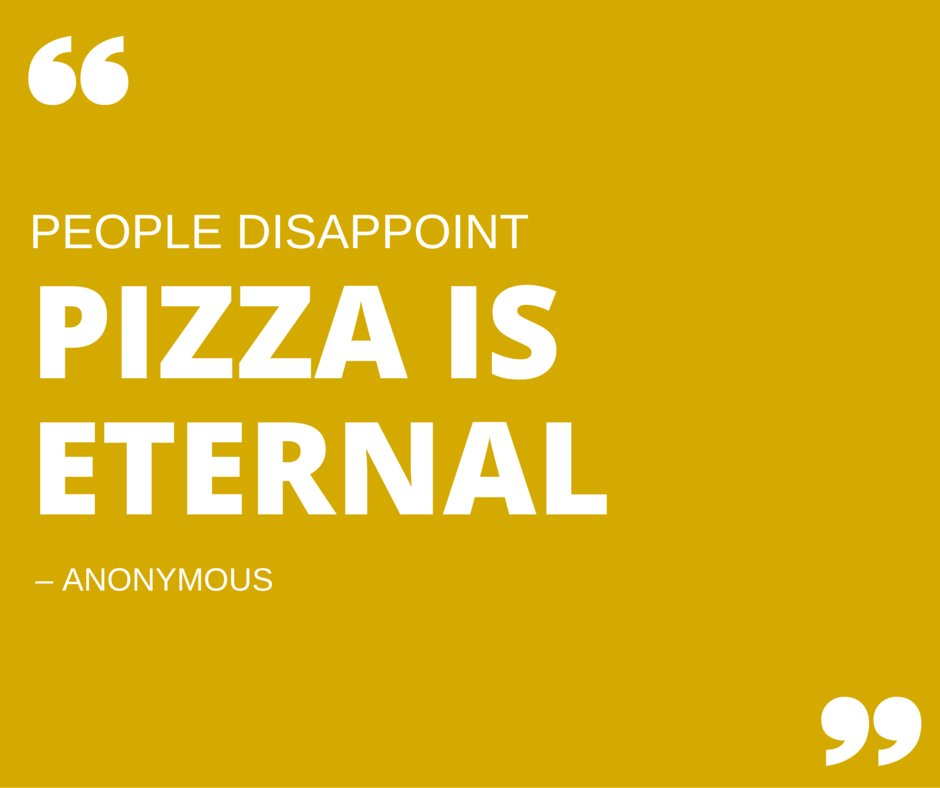 “
PEOPLE DISAPPOINT
PIZZA IS
ETERNAL
– ANONYMOUS
”